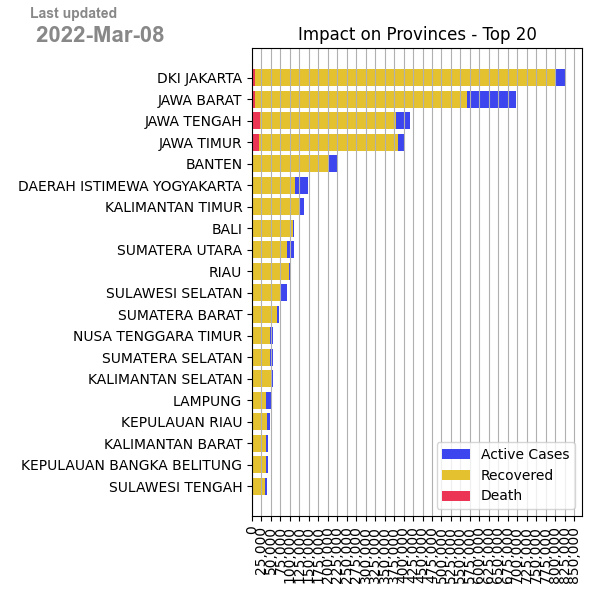 Last updated
2022-Mar-08
Impact on Provinces - Top 20
DKI JAKARTA
JAWA BARAT
JAWA TENGAH
JAWA TIMUR
BANTEN
DAERAH ISTIMEWA YOGYAKARTA
KALIMANTAN TIMUR
BALI
SUMATERA UTARA
RIAU
SULAWESI SELATAN
SUMATERA BARAT
NUSA TENGGARA TIMUR
SUMATERA SELATAN
KALIMANTAN SELATAN
LAMPUNG
KEPULAUAN RIAU
KALIMANTAN BARAT
KEPULAUAN BANGKA BELITUNG
SULAWESI TENGAH
Active Cases
Recovered
Death
0
25,000
50,000
75,000
100,000
125,000
150,000
175,000
200,000
225,000
250,000
275,000
300,000
325,000
350,000
375,000
400,000
425,000
450,000
475,000
500,000
525,000
550,000
575,000
600,000
625,000
650,000
675,000
700,000
725,000
750,000
775,000
800,000
825,000
850,000